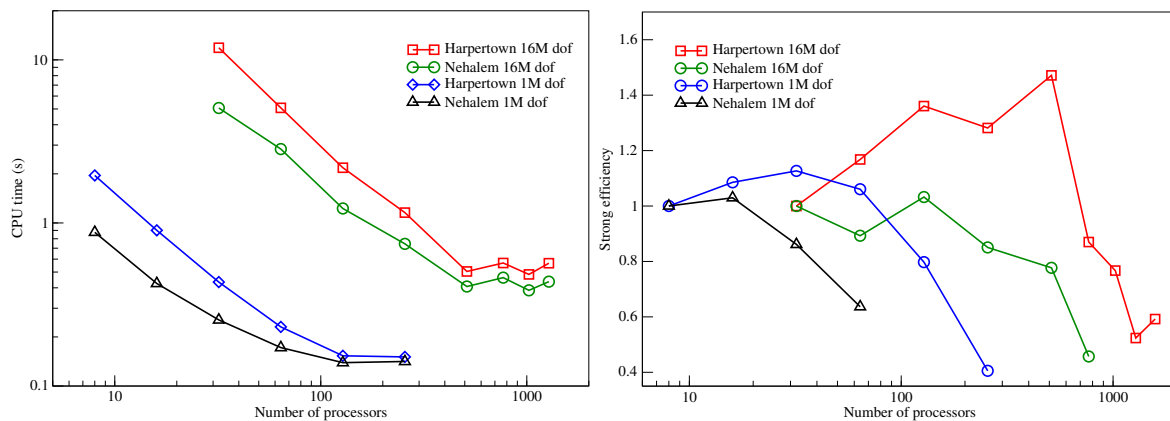 10
1
0.1
CPU time (s)
10
100
1000
Number of processors
Harpertown 16M dof
Nehalem 16M dof
Harpertown 1M dof
Nehalem 1M dof
1.6
1.4
1.2
1
0.8
0.6
0.4
Strong efficiency
10
100
1000
Number of processors
Harpertown 16M dof
Nehalem 16M dof
Harpertown 1M dof
Nehalem 1M dof